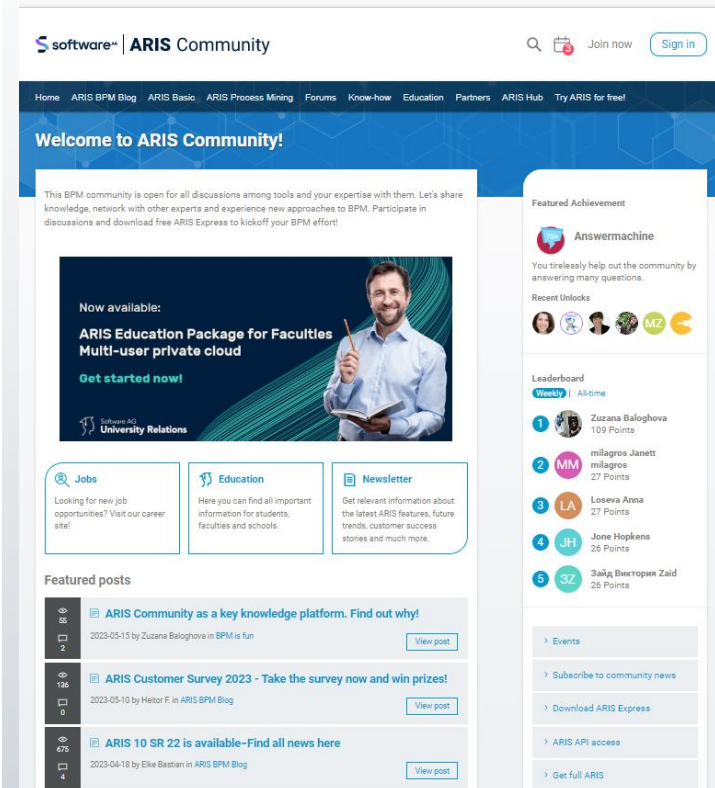 software AG | ARIS Community
3
Join now
Sign in
Home ARIS BPM Blog ARIS Basic ARIS Process Mining Forums Know-how Education Partners ARIS Hub Try ARIS for free!
Welcome to ARIS Community!
This BPM community is open for all discussions among tools and your expertise with them. Let's share
knowledge, network with other experts and experience new approaches to BPM. Participate in
discussions and download free ARIS Express to kickoff your BPM effort!
Now available:
ARIS Education Package for Faculties
Multi-user private cloud
Get started now!
Software AG
University Relations
Jobs
Looking for new job
opportunities? Visit our career
site!
Education
Here you can find all important
information for students,
faculties and schools.
Newsletter
Get relevant information about
the latest ARIS features, future
trends, customer success
stories and much more.
Featured posts
55
2
ARIS Community as a key knowledge platform. Find out why!
2023-05-15 by Zuzana Baloghova in BPM is fun
View post
136
0
ARIS Customer Survey 2023 - Take the survey now and win prizes!
2023-05-10 by Heitor F. in ARIS BPM Blog
View post
675
4
ARIS 10 SR 22 is available–Find all news here
2023-04-18 by Elke Bastian in ARIS BPM Blog
View post
Featured Achievement
75x
Answermachine
You tirelessly help out the community by
answering many questions.
Recent Unlocks
MZ
Leaderboard
Weekly | All-time
1
Zuzana Baloghova
109 Points
2
MM
milagros Janett
milagros
27 Points
3
LA
Loseva Anna
27 Points
4
JH
Jone Hopkens
26 Points
5
ЗZ
Зайд Виктория Zaid
26 Points
Events
Subscribe to community news
Download ARIS Express
ARIS API access
Get full ARIS